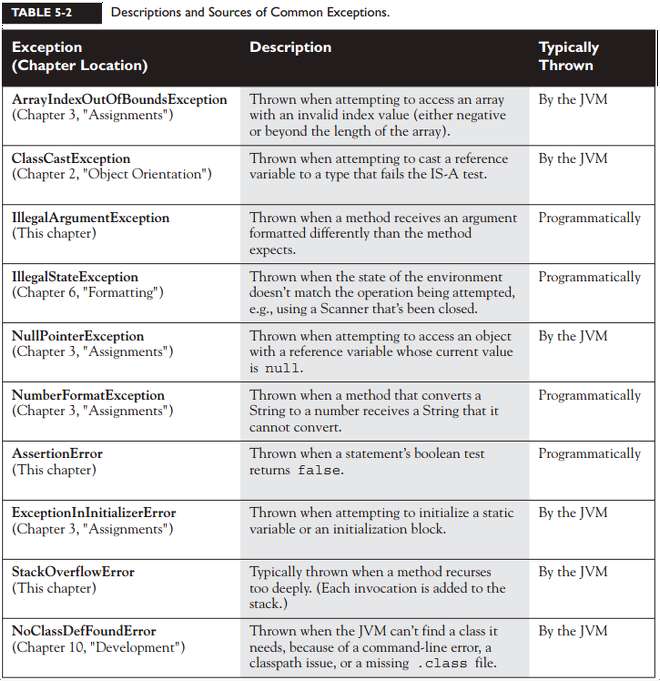 TABLE 5-2 Descriptions and Sources of Common Exceptions.
Exception
(Chapter Location)
Description
Typically
Thrown
ArrayIndexOutOfBoundsException
(Chapter 3, "Assignments")
Thrown when attempting to access an array
with an invalid index value (either negative
or beyond the length of the array).
By the JVM
ClassCastException
(Chapter 2, "Object Orientation")
Thrown when attempting to cast a reference
variable to a type that fails the IS-A test.
By the JVM
IllegalArgumentException
(This chapter)
Thrown when a method receives an argument
formatted differently than the method
expects.
Programmatically
IllegalStateException
(Chapter 6, "Formatting")
Thrown when the state of the environment
doesn't match the operation being attempted,
e.g., using a Scanner that's been closed.
Programmatically
NullPointerException
(Chapter 3, "Assignments")
Thrown when attempting to access an object
with a reference variable whose current value
is null.
By the JVM
NumberFormatException
(Chapter 3, "Assignments")
Thrown when a method that converts a
String to a number receives a String that it
cannot convert.
Programmatically
AssertionError
(This chapter)
Thrown when a statement's boolean test
returns false.
Programmatically
ExceptionInInitializerError
(Chapter 3, "Assignments")
Thrown when attempting to initialize a static
variable or an initialization block.
By the JVM
StackOverflowError
(This chapter)
Typically thrown when a method recurses
too deeply. (Each invocation is added to the
stack.)
By the JVM
NoClassDefFoundError
(Chapter 10, "Development")
Thrown when the JVM can't find a class it
needs, because of a command-line error, a
classpath issue, or a missing .class file.
By the JVM